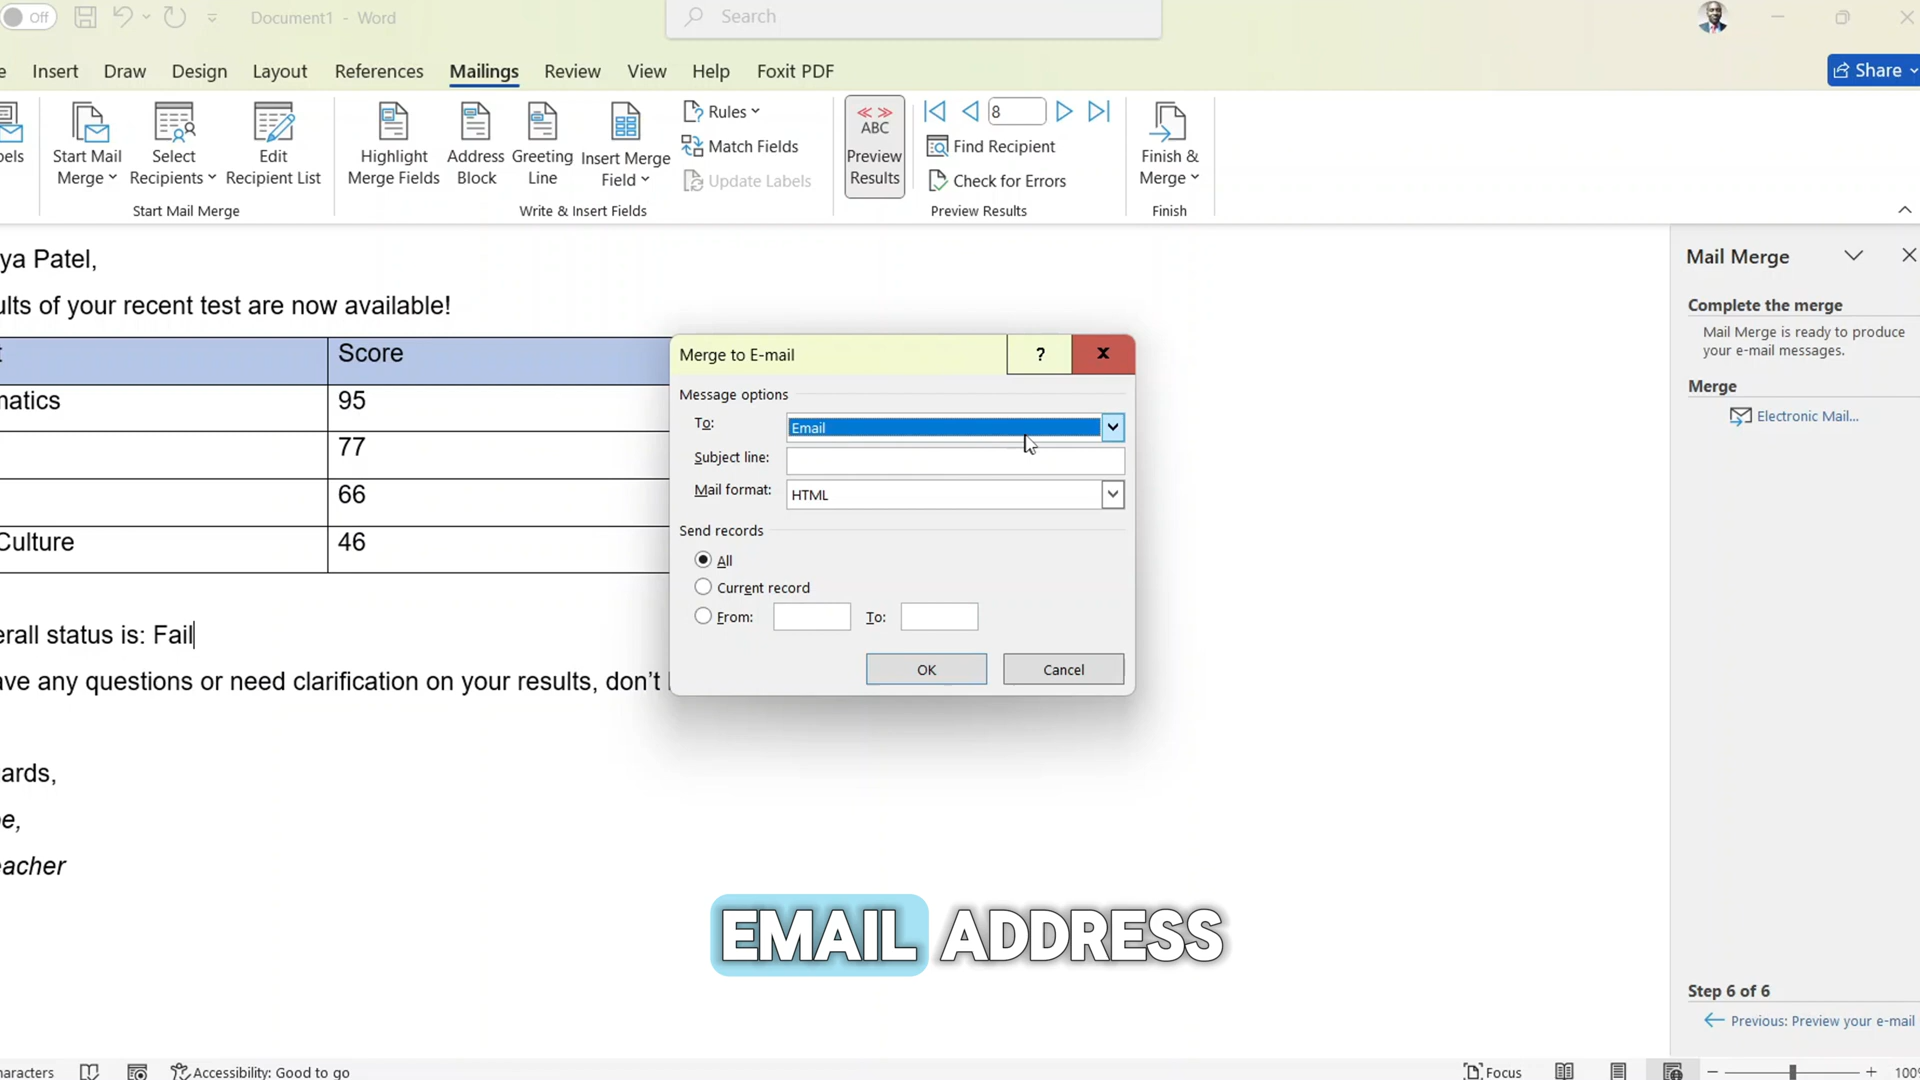 Off
Document1 - Word
Search
Insert Draw Design Layout References Mailings Review View Help Foxit PDF
Share
Start Mail Merge
Select Recipients
Edit Recipient List
Highlight Merge Fields
Address Block
Greeting Line
Insert Merge Field
Rules
Match Fields
Update Labels
ABC
Preview Results
8
Find Recipient
Check for Errors
Finish & Merge
Start Mail Merge
Write & Insert Fields
Preview Results
Finish
ya Patel,
ults of your recent test are now available!
Score
natics 95
77
66
Culture 46
erall status is: Fail
ave any questions or need clarification on your results, don't
ards,
e,
eacher
Merge to E-mail
?
X
Message options
To: Email
Subject line:
Mail format: HTML
Send records
All
Current record
From: To:
OK Cancel
EMAIL ADDRESS
Mail Merge
Complete the merge
Mail Merge is ready to produce
your e-mail messages.
Merge
Electronic Mail...
Step 6 of 6
Previous: Preview your e-mail
aracters
Accessibility: Good to go
Focus
100%